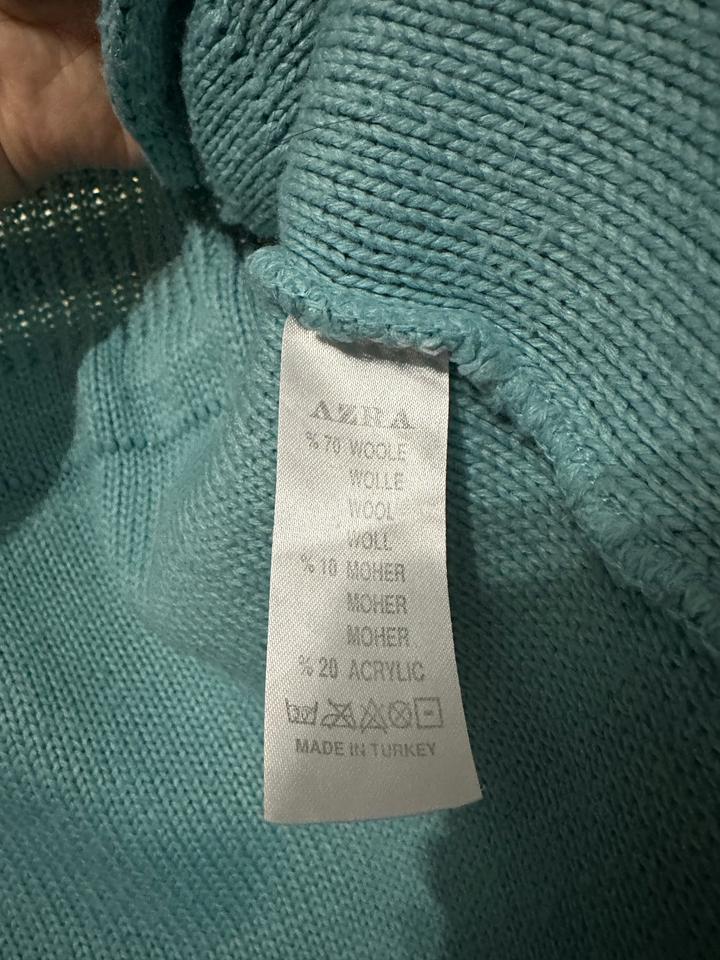 AZRA
% 70 WOOLE
WOLLE
WOOL
WOLL
% 10 MOHER
MOHER
MOHER
% 20 ACRYLIC
MADE IN TURKEY